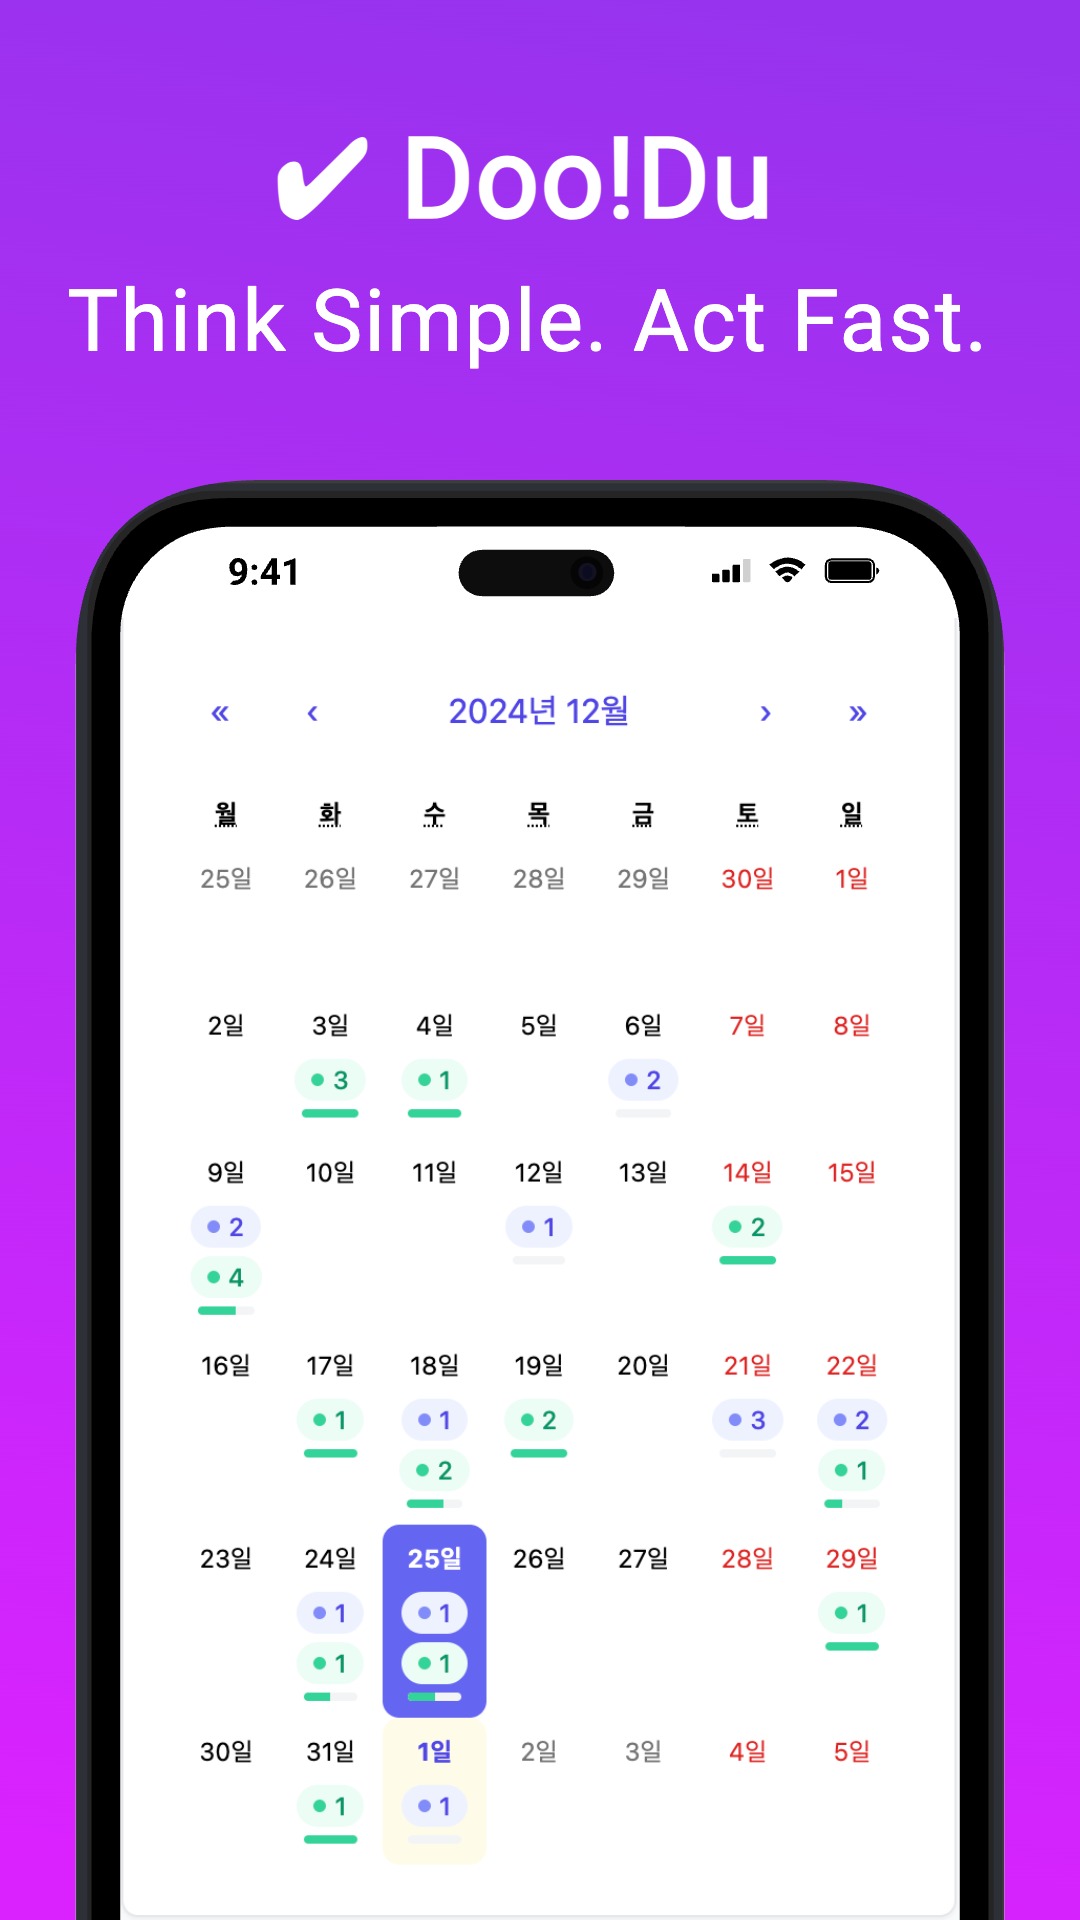 ✔ Doo!Du
Think Simple. Act Fast.
9:41
« ‹ 2024년 12월 › »
월 화 수 목 금 토 일
25일 26일 27일 28일 29일 30일 1일
2일 3일 4일 5일 6일 7일 8일
3 1 2
9일 10일 11일 12일 13일 14일 15일
2 1 2
4
16일 17일 18일 19일 20일 21일 22일
1 1 2 3 2
2 1
23일 24일 25일 26일 27일 28일 29일
1 1 1
1 1
30일 31일 1일 2일 3일 4일 5일
1 1